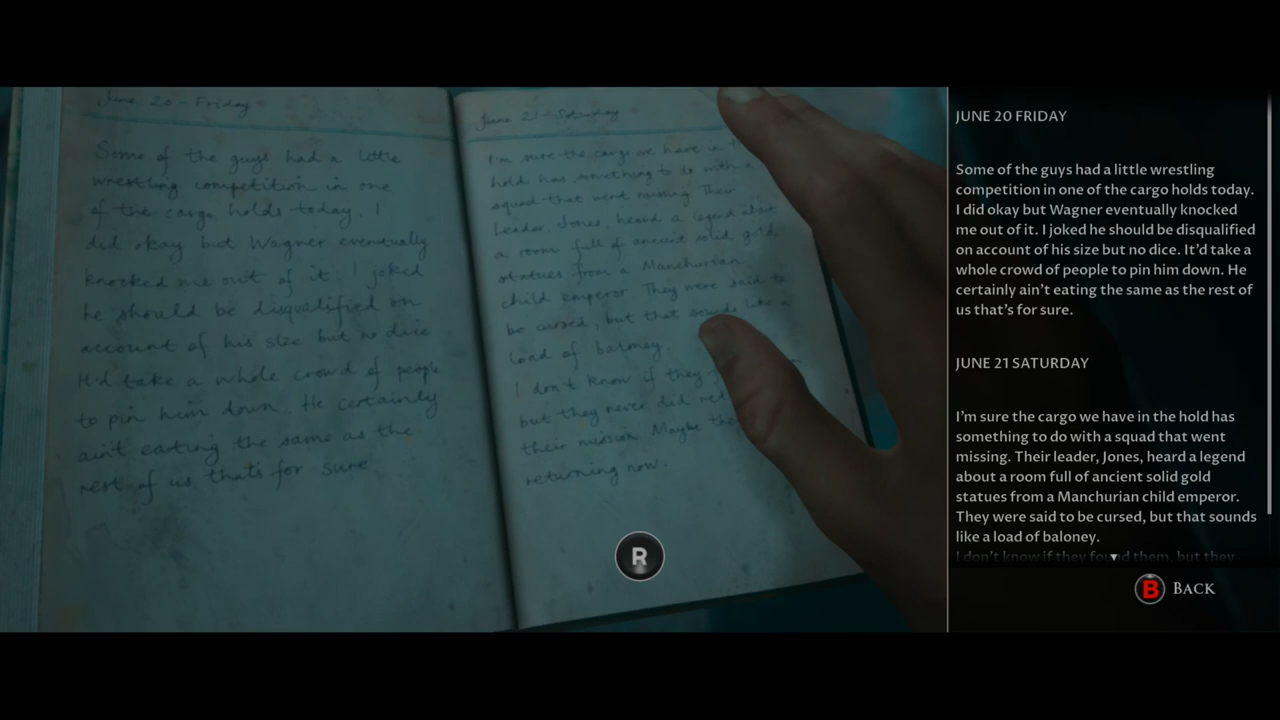 June 20 - Friday
Some of the guys had a little
wrestling competition in one
of the cargo holds today. I
did okay but Wagner eventually
knocked me out of it. I joked
he should be disqualified on
account of his size but no dice
It'd take a whole crowd of people
to pin him down. He certainly
ain't eating the same as the
rest of us that's for sure
June 21 - Saturday
I'm sure the cargo we have in
hold has something to do with a
squad that went missing. Their
Leader, Jones, heard a legend about
a room full of ancient solid gold
statues from a Manchurian
child emperor. They were said to
be cursed, but that sounds like a
load of
I don't know if they
but they never did
their mission. Maybe
returning now.
R
JUNE 20 FRIDAY
Some of the guys had a little wrestling
competition in one of the cargo holds today.
I did okay but Wagner eventually knocked
me out of it. I joked he should be disqualified
on account of his size but no dice. It'd take a
whole crowd of people to pin him down. He
certainly ain't eating the same as the rest of
us that's for sure.
JUNE 21 SATURDAY
I'm sure the cargo we have in the hold has
something to do with a squad that went
missing. Their leader, Jones, heard a legend
about a room full of ancient solid gold
statues from a Manchurian child emperor.
They were said to be cursed, but that sounds
like a load of baloney.
I don't know if they found them, but they
B BACK